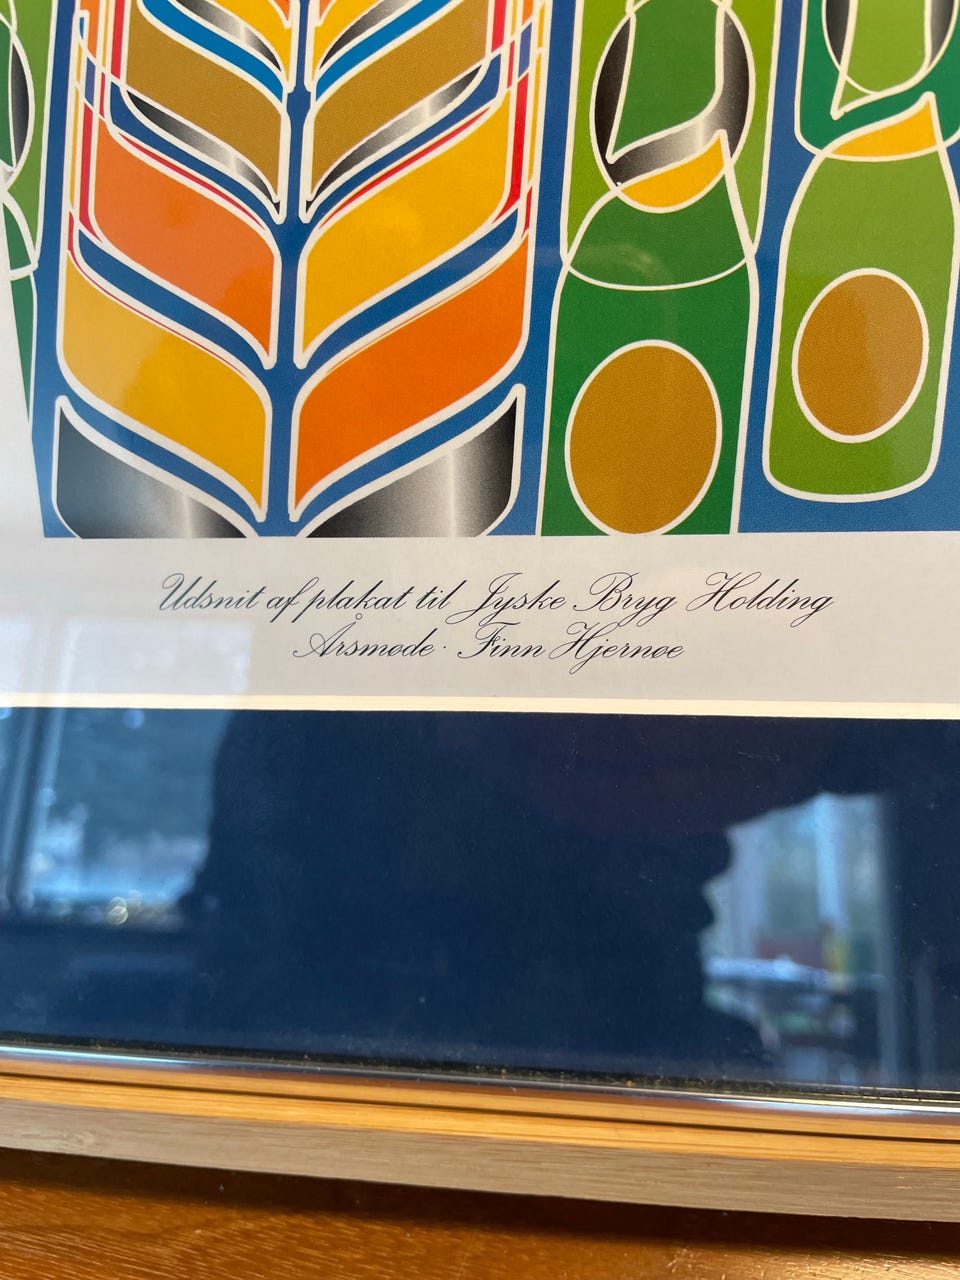 Udsnit af plakat til Jyske Bryg Holding
Årsmøde · Finn Hjernøe